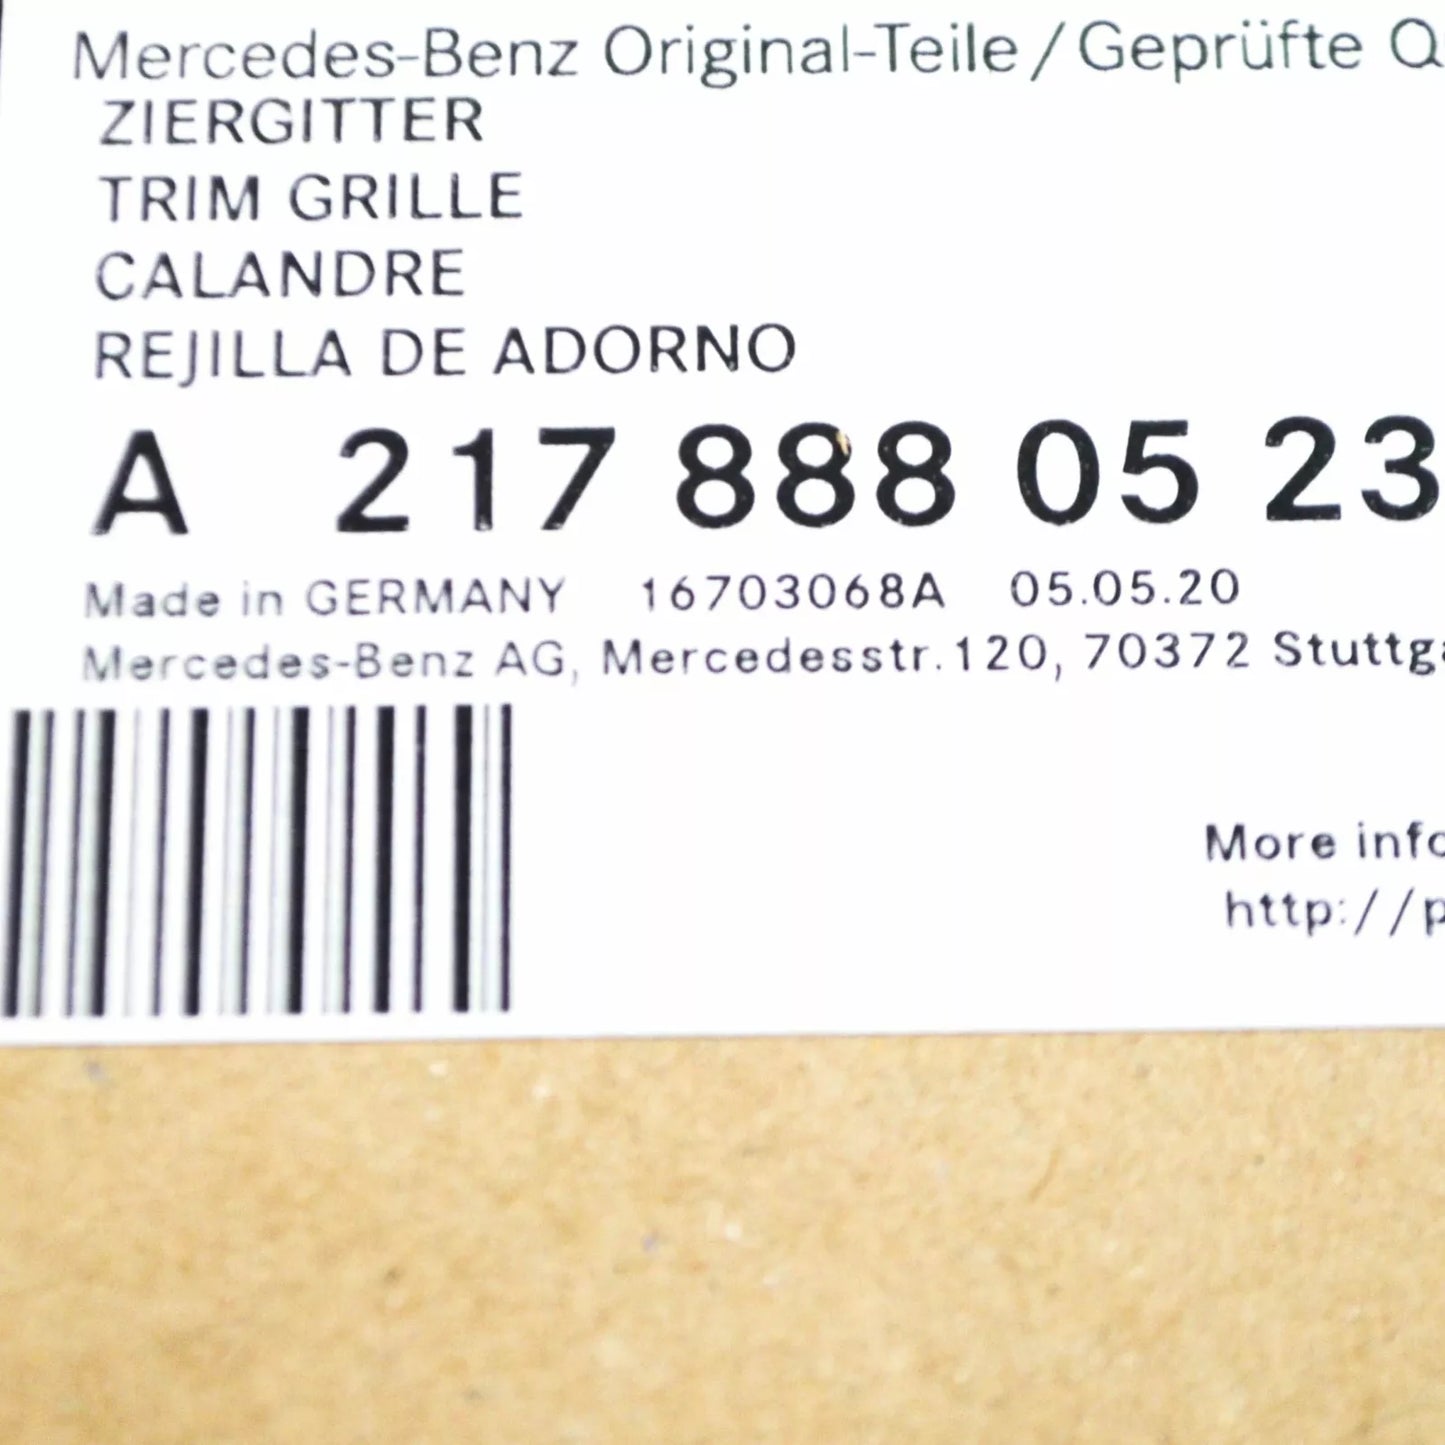 Mercedes-Benz Original-Teile/Geprüfte Q
ZIERGITTER
TRIM GRILLE
CALANDRE
REJILLA DE ADORNO
A 217 888 05 23
Made in GERMANY 16703068A 05.05.20
Mercedes-Benz AG, Mercedesstr.120, 70372 Stuttg
More info
http://p